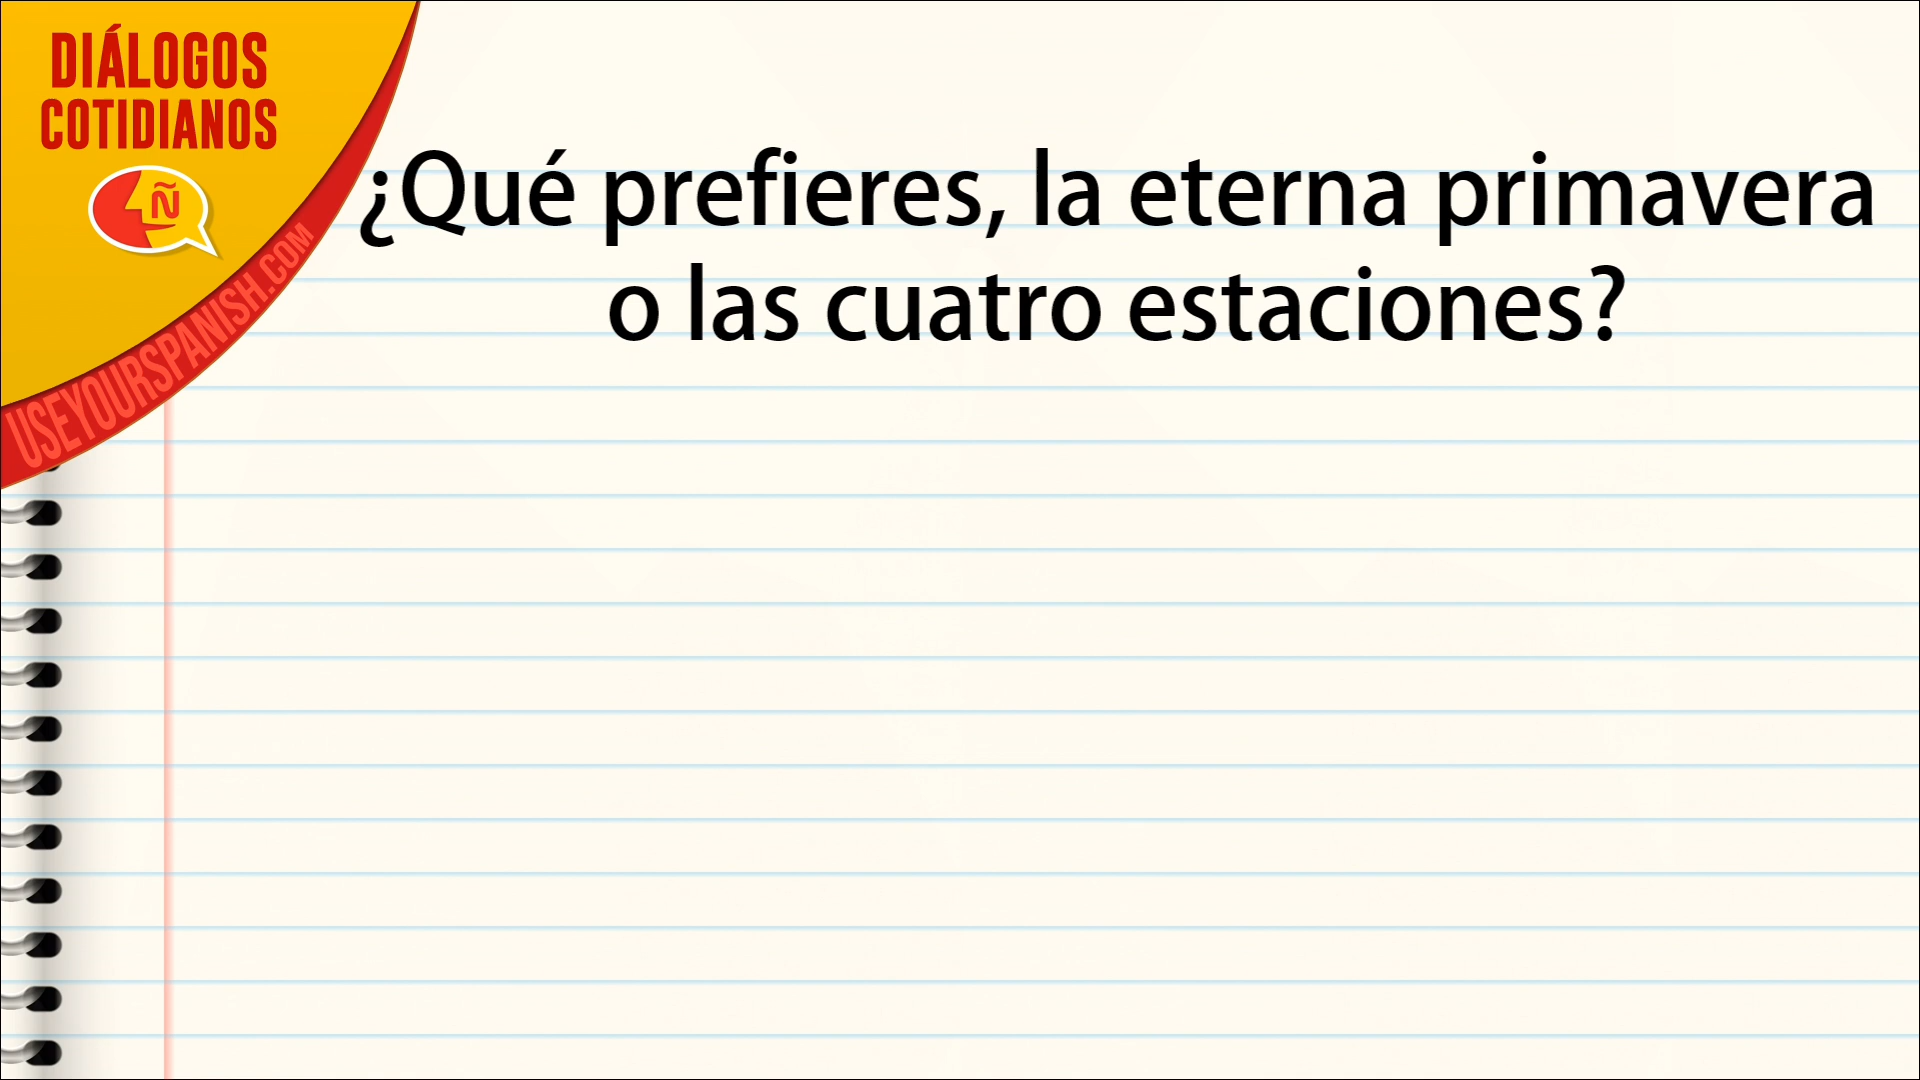 DIÁLOGOS
COTIDIANOS
Ñ
USEYOURSPANISH.COM
¿Qué prefieres, la eterna primavera
o las cuatro estaciones?